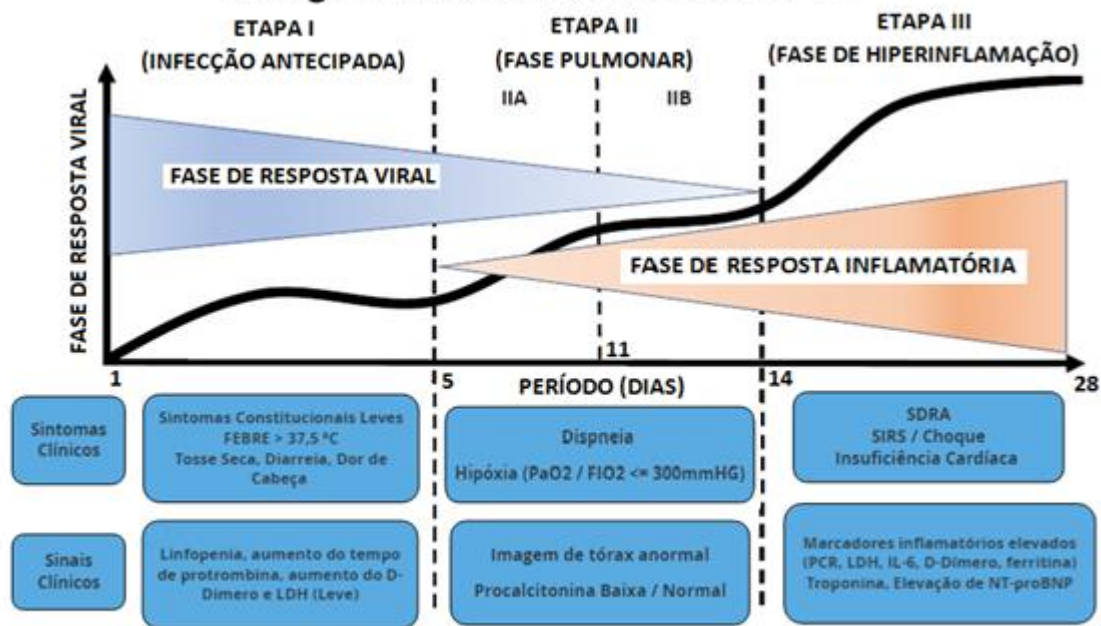 ETAPA I
(INFECÇÃO ANTECIPADA)
ETAPA II
(FASE PULMONAR)
ETAPA III
(FASE DE HIPERINFLAMAÇÃO)
IIA
IIB
FASE DE RESPOSTA VIRAL
FASE DE RESPOSTA VIRAL
FASE DE RESPOSTA INFLAMATÓRIA
1
5
11
14
28
PERÍODO (DIAS)
Sintomas
Clínicos
Sintomas Constitucionais Leves
FEBRE > 37,5 ºC
Tosse Seca, Diarreia, Dor de
Cabeça
Dispneia
Hipóxia (PaO2 / FIO2 <= 300mmHG)
SDRA
SIRS / Choque
Insuficiência Cardíaca
Sinais
Clínicos
Linfopenia, aumento do tempo
de protrombina, aumento do D-
Dimero e LDH (Leve)
Imagem de tórax anormal
Procalcitonina Baixa / Normal
Marcadores inflamatórios elevados
(PCR, LDH, IL-6, D-Dímero, ferritina)
Troponina, Elevação de NT-proBNP